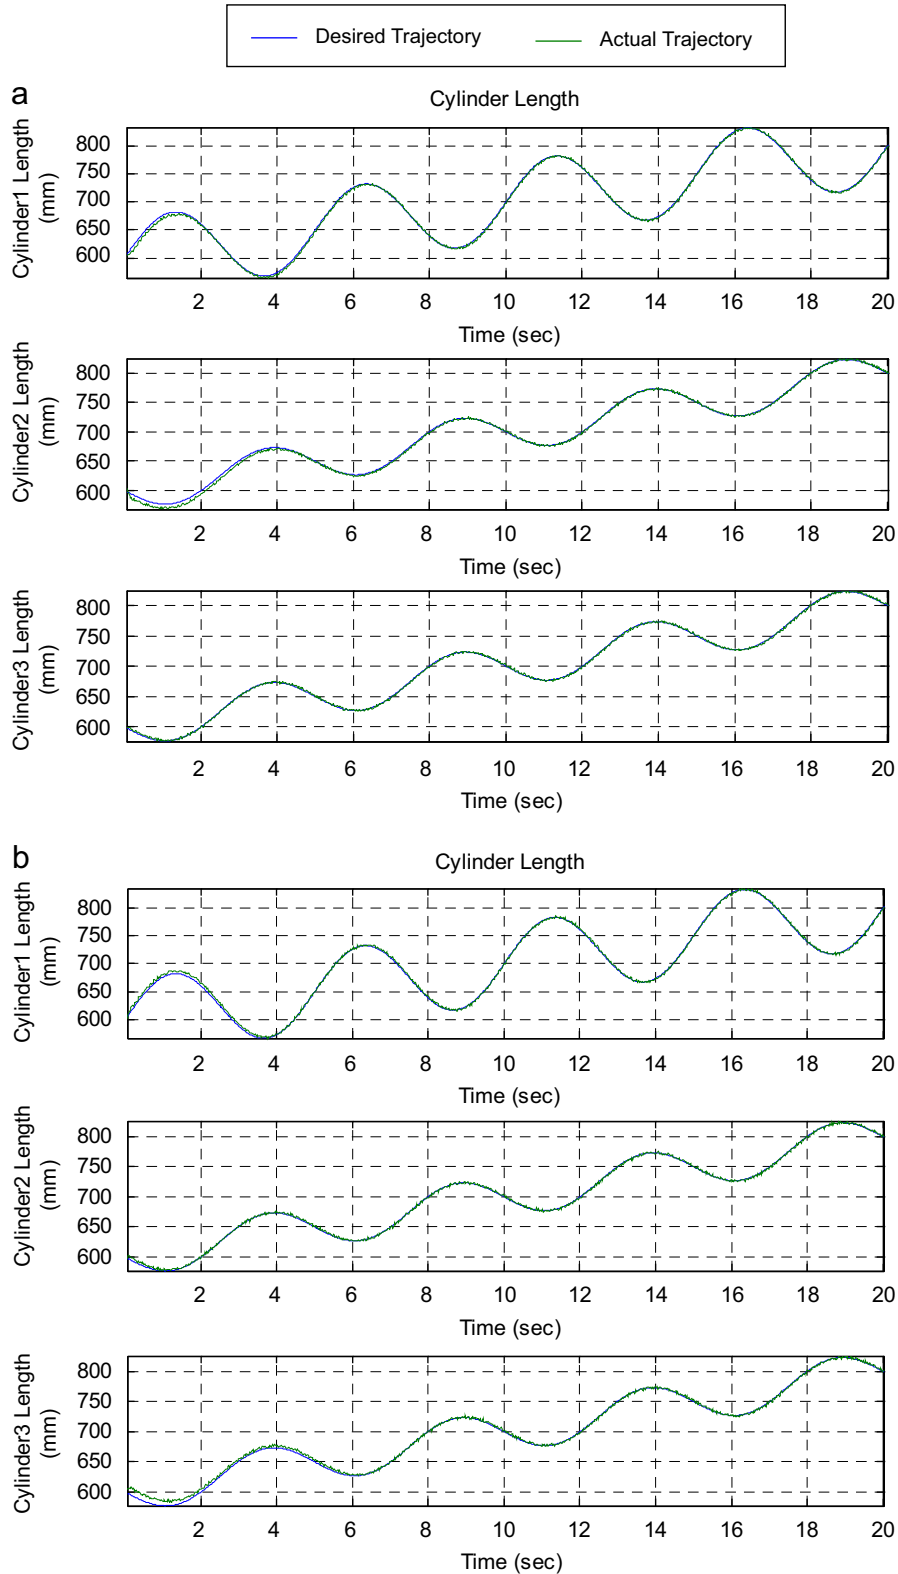 Desired Trajectory
Actual Trajectory
a
Cylinder Length
Cylinder1 Length
(mm)
800
750
700
650
600
2 4 6 8 10 12 14 16 18 20
Time (sec)
Cylinder2 Length
(mm)
800
750
700
650
600
2 4 6 8 10 12 14 16 18 20
Time (sec)
Cylinder3 Length
(mm)
800
750
700
650
600
2 4 6 8 10 12 14 16 18 20
Time (sec)
b
Cylinder Length
Cylinder1 Length
(mm)
800
750
700
650
600
2 4 6 8 10 12 14 16 18 20
Time (sec)
Cylinder2 Length
(mm)
800
750
700
650
600
2 4 6 8 10 12 14 16 18 20
Time (sec)
Cylinder3 Length
(mm)
800
750
700
650
600
2 4 6 8 10 12 14 16 18 20
Time (sec)